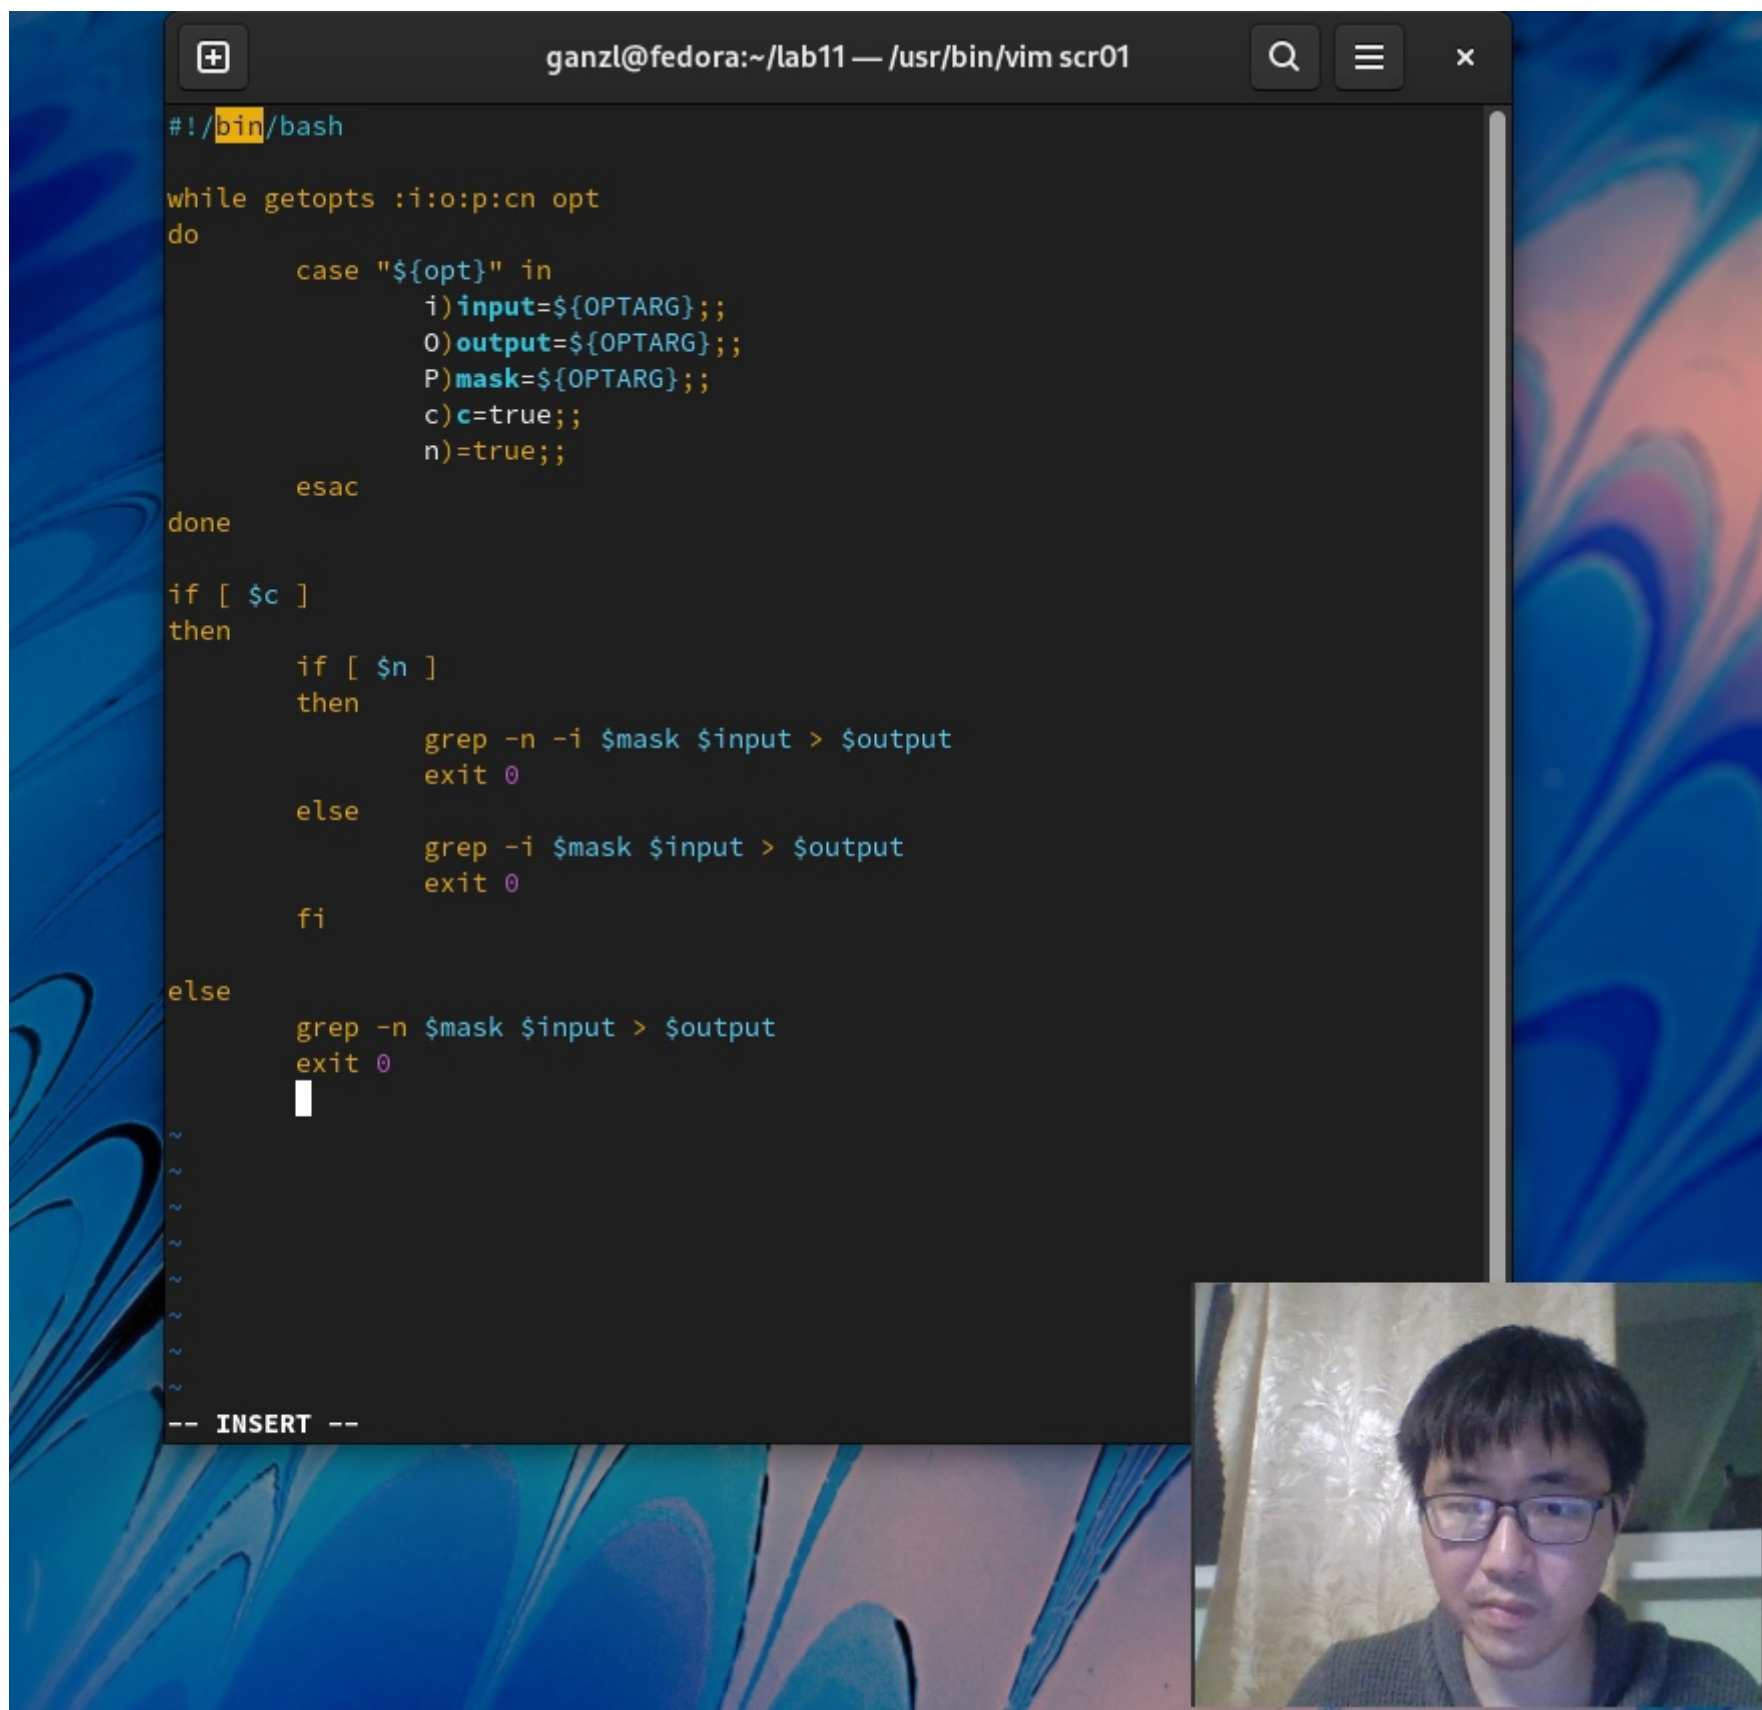 ganzl@fedora:~/lab11 — /usr/bin/vim scr01
#!/bin/bash
while getopts :i:o:p:cn opt
do
case "${opt}" in
i)input=${OPTARG};;
O)output=${OPTARG};;
P)mask=${OPTARG};;
c)c=true;;
n)=true;;
esac
done
if [ $c ]
then
if [ $n ]
then
grep -n -i $mask $input > $output
exit 0
else
grep -i $mask $input > $output
exit 0
fi
else
grep -n $mask $input > $output
exit 0
~
~
~
~
~
~
~
~
-- INSERT --